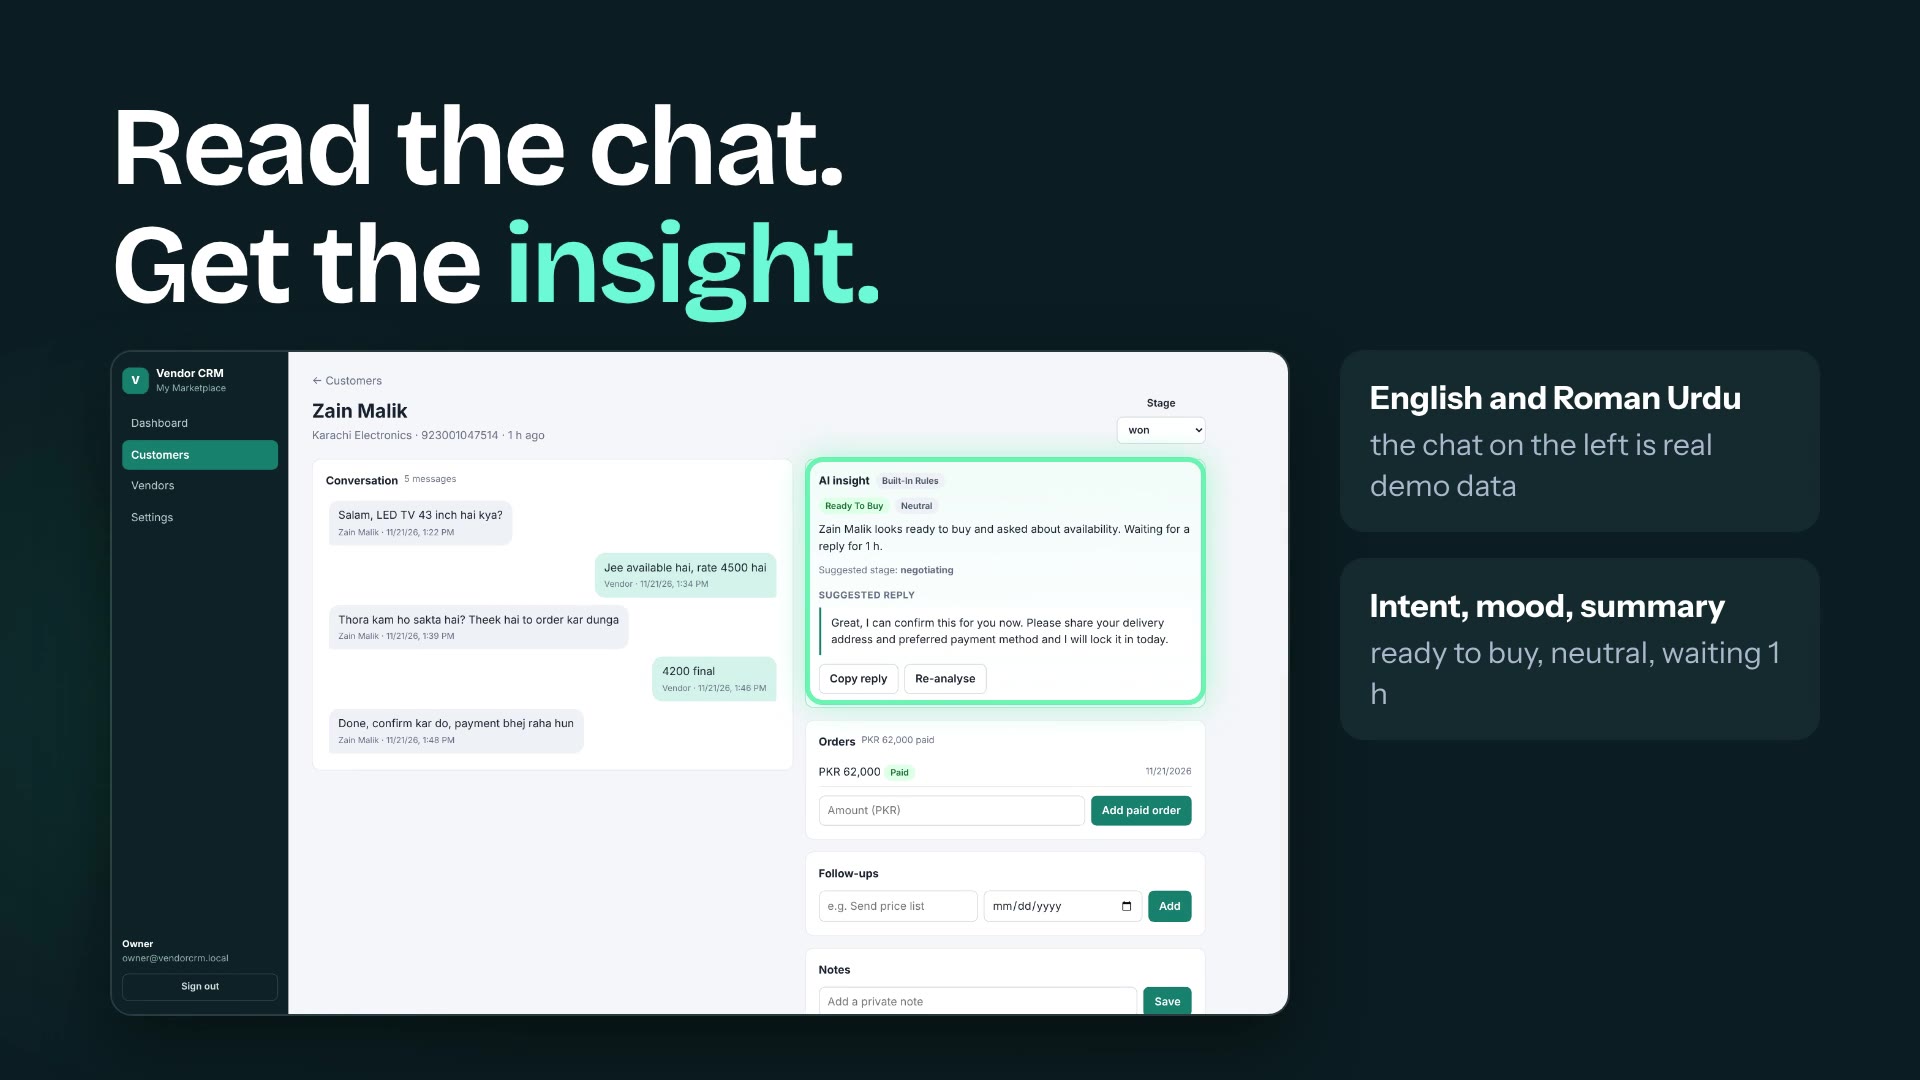 Read the chat.
Get the insight.
V
Vendor CRM
My Marketplace
Dashboard
Customers
Vendors
Settings
Owner
owner@vendorcrm.local
Sign out
← Customers
Zain Malik
Karachi Electronics · 923001047514 · 1 h ago
Stage
won
Conversation 5 messages
Salam, LED TV 43 inch hai kya?
Zain Malik · 11/21/26, 1:22 PM
Jee available hai, rate 4500 hai
Vendor · 11/21/26, 1:34 PM
Thora kam ho sakta hai? Theek hai to order kar dunga
Zain Malik · 11/21/26, 1:39 PM
4200 final
Vendor · 11/21/26, 1:46 PM
Done, confirm kar do, payment bhej raha hun
Zain Malik · 11/21/26, 1:48 PM
AI insight Built-In Rules
Ready To Buy Neutral
Zain Malik looks ready to buy and asked about availability. Waiting for a
reply for 1 h.
Suggested stage: negotiating
SUGGESTED REPLY
Great, I can confirm this for you now. Please share your delivery
address and preferred payment method and I will lock it in today.
Copy reply Re-analyse
Orders PKR 62,000 paid
PKR 62,000 Paid 11/21/2026
Amount (PKR) Add paid order
Follow-ups
e.g. Send price list mm/dd/yyyy Add
Notes
Add a private note Save
English and Roman Urdu
the chat on the left is real
demo data
Intent, mood, summary
ready to buy, neutral, waiting 1
h